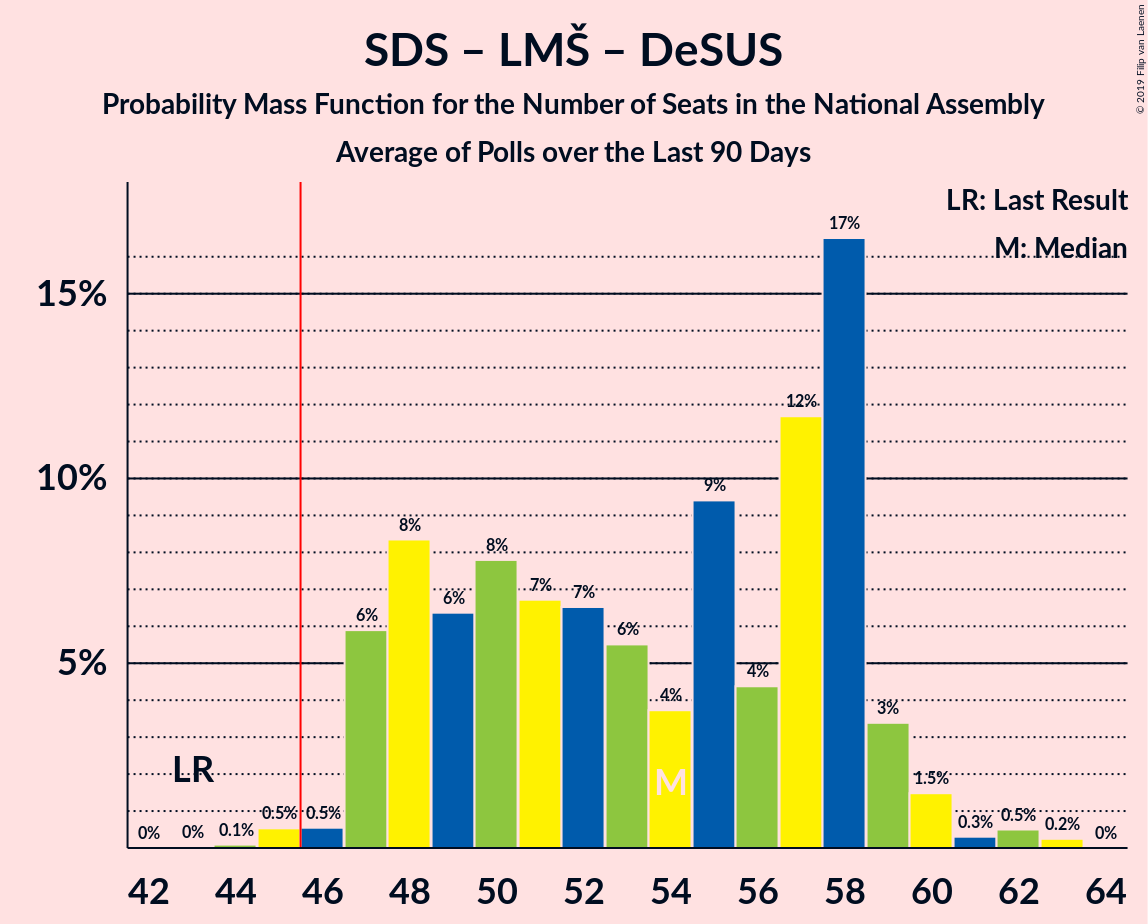 SDS – LMŠ – DeSUS
Probability Mass Function for the Number of Seats in the National Assembly
Average of Polls over the Last 90 Days
© 2019 Filip van Laenen
LR: Last Result
M: Median
17%
15%
12%
10%
9%
8%
8%
7%
7%
6%
6%
6%
5%
4%
4%
3%
LR
M
1.5%
0%
0%
0.1%
0.5%
0.5%
0.3%
0.5%
0.2%
0%
42 44 46 48 50 52 54 56 58 60 62 64